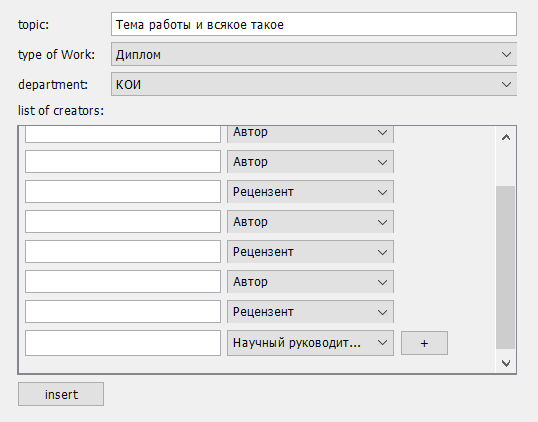 topic: Тема работы и всякое такое
type of Work: Диплом
department: КОИ
list of creators:
Автор
Автор
Рецензент
Автор
Рецензент
Автор
Рецензент
Научный руководит... +
insert